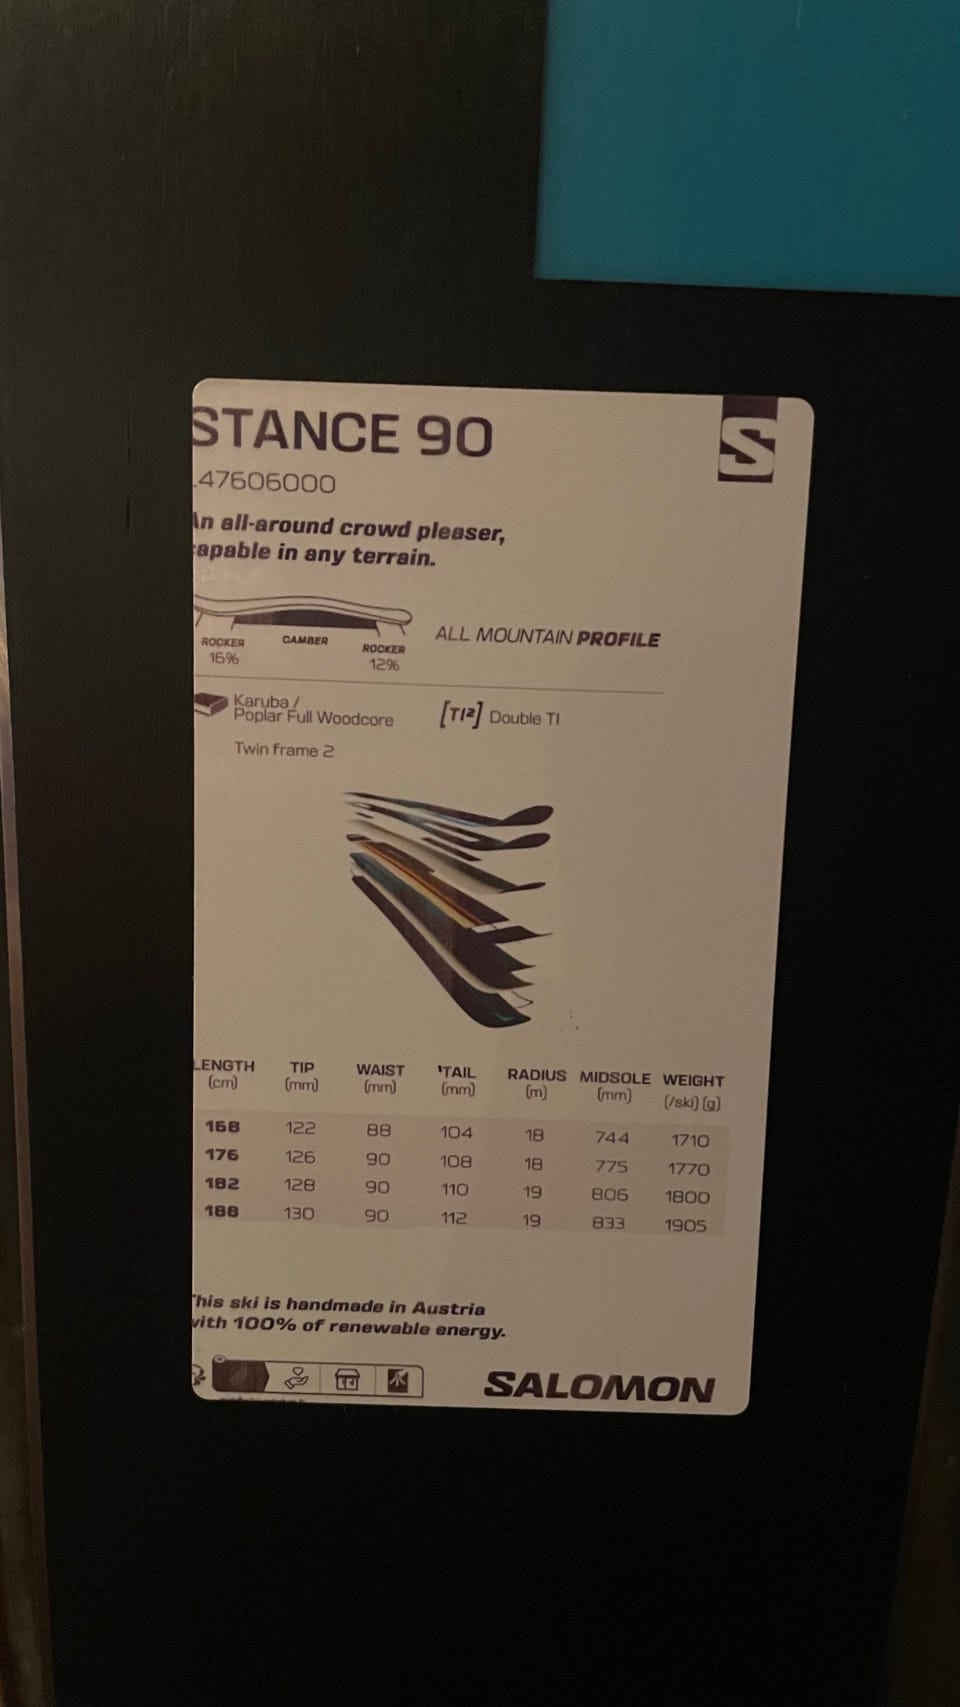 STANCE 90
.47606000
An all-around crowd pleaser,
capable in any terrain.
ROCKER
16%
CAMBER
ROCKER
12%
ALL MOUNTAIN PROFILE
Karuba /
Poplar Full Woodcore
[TI²] Double TI
Twin frame 2
LENGTH TIP WAIST TAIL RADIUS MIDSOLE WEIGHT
(cm) (mm) (mm) (mm) (m) (mm) (/ski) (g)
168 122 88 104 18 744 1710
176 126 90 108 18 775 1770
182 128 90 110 19 806 1800
188 130 90 112 19 833 1905
This ski is handmade in Austria
with 100% of renewable energy.
SALOMON